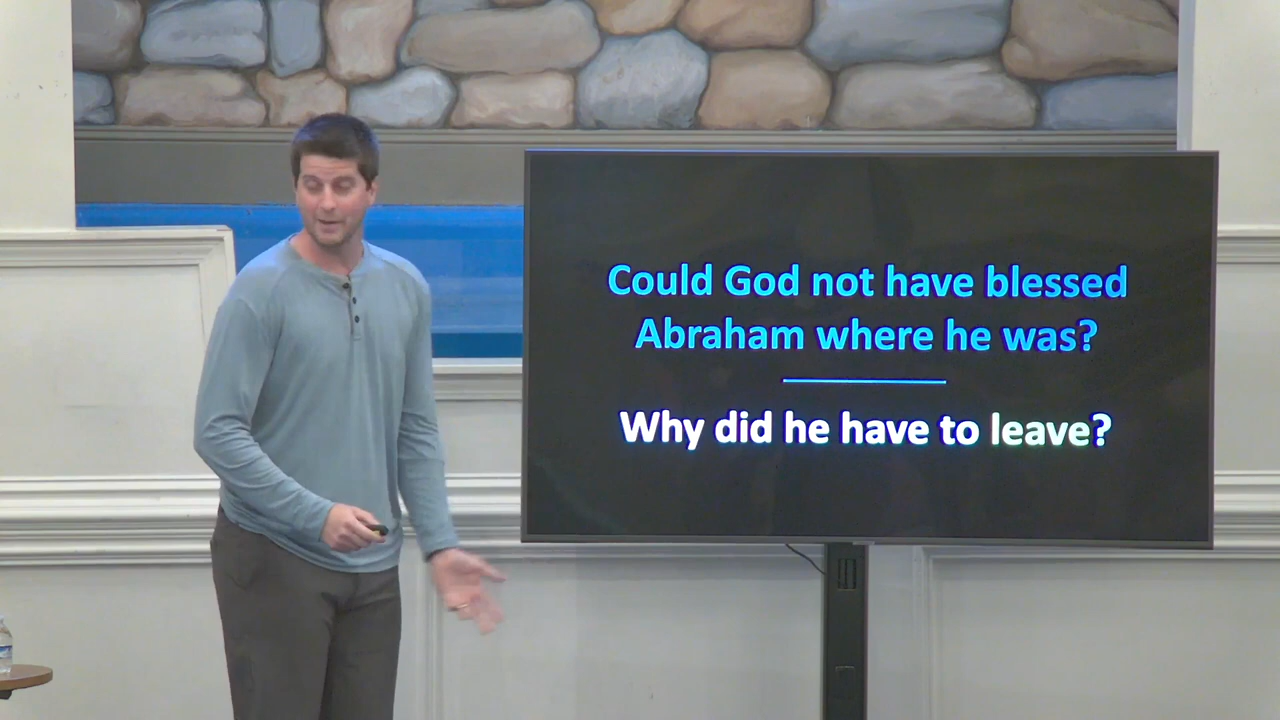 Could God not have blessed
Abraham where he was?
Why did he have to leave?